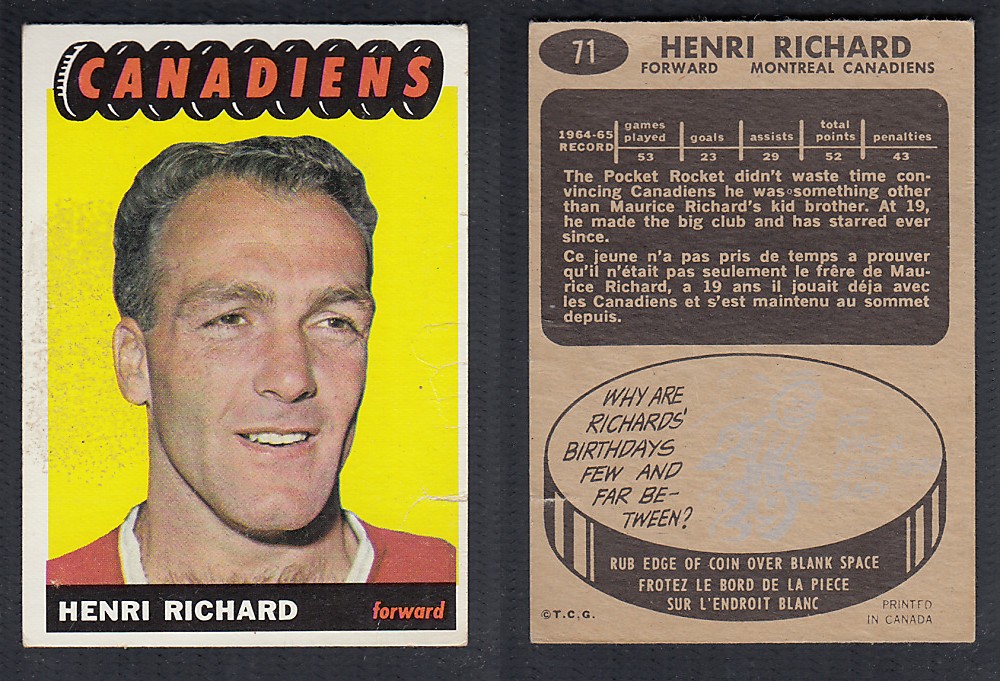 CANADIENS
HENRI RICHARD forward
71 HENRI RICHARD
FORWARD MONTREAL CANADIENS
1964-65 RECORD
games played goals assists total points penalties
53 23 29 52 43
The Pocket Rocket didn't waste time con-
vincing Canadiens he was something other
than Maurice Richard's kid brother. At 19,
he made the big club and has starred ever
since.
Ce jeune n'a pas pris de temps a prouver
qu'il n'était pas seulement le frêre de Mau-
rice Richard, a 19 ans il jouait déja avec
les Canadiens et s'est maintenu au sommet
depuis.
WHY ARE
RICHARDS'
BIRTHDAYS
FEW AND
FAR BE-
TWEEN?
RUB EDGE OF COIN OVER BLANK SPACE
FROTEZ LE BORD DE LA PIECE
SUR L'ENDROIT BLANC
©T.C.G.
PRINTED
IN CANADA